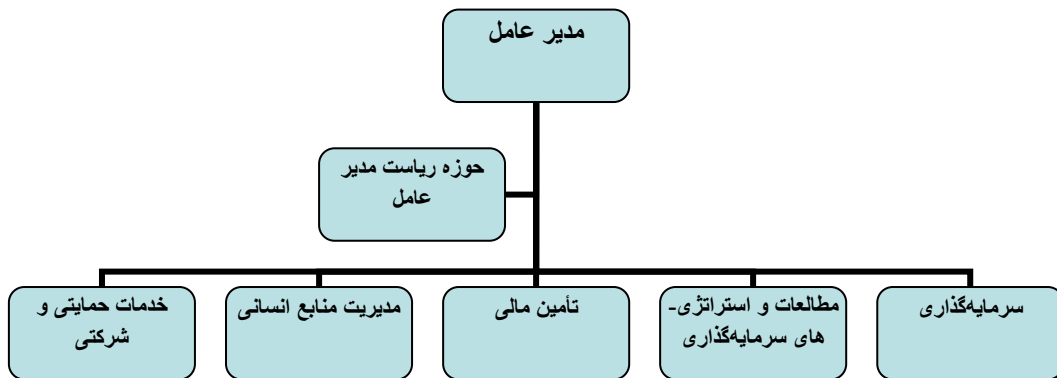 مدیر عامل
حوزه ریاست مدیر
عامل
سرمایه‌گذاری
مطالعات و استراتژی-
های سرمایه‌گذاری
تأمین مالی
مدیریت منابع انسانی
خدمات حمایتی و
شرکتی